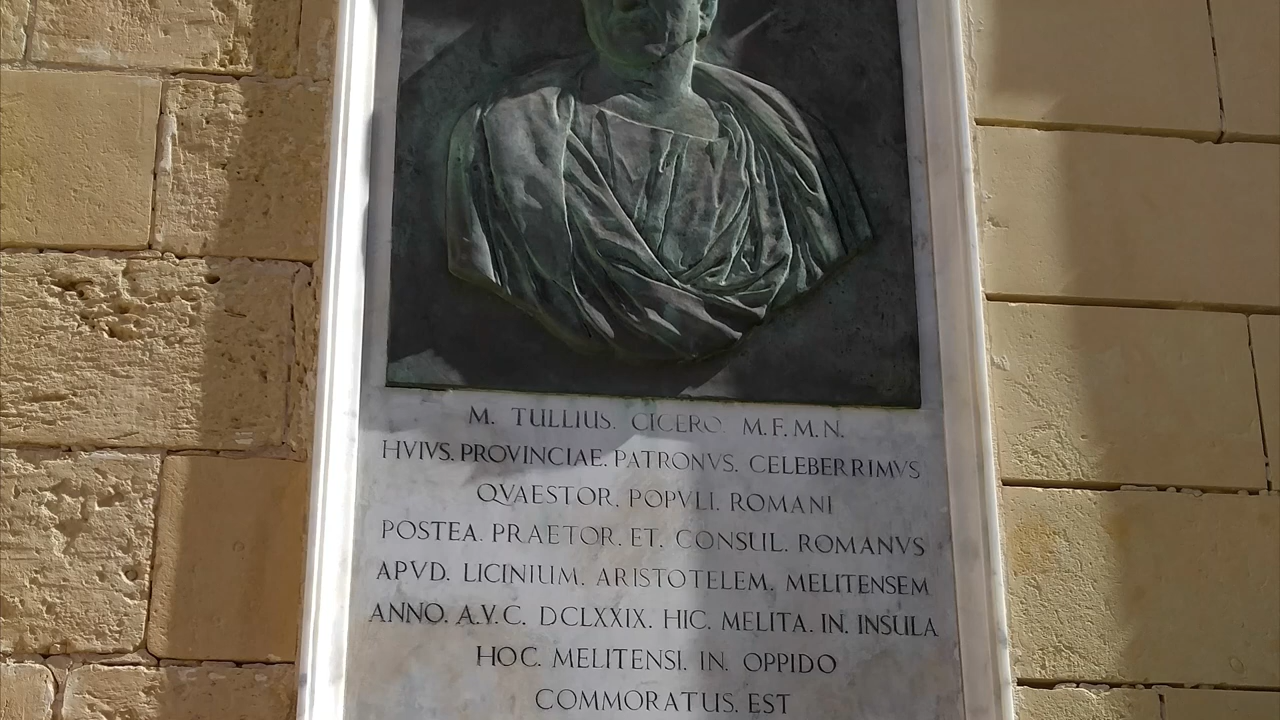 M. TULLIUS. CICERO. M.F.M.N.
HVIVS. PROVINCIAE. PATRONVS. CELEBERRIMVS
QVAESTOR. POPVLI. ROMANI
POSTEA. PRAETOR. ET. CONSUL. ROMANVS
APVD. LICINIUM. ARISTOTELEM. MELITENSEM
ANNO. A.V.C. DCLXXIX. HIC. MELITA. IN. INSULA
HOC. MELITENSI. IN. OPPIDO
COMMORATUS. EST